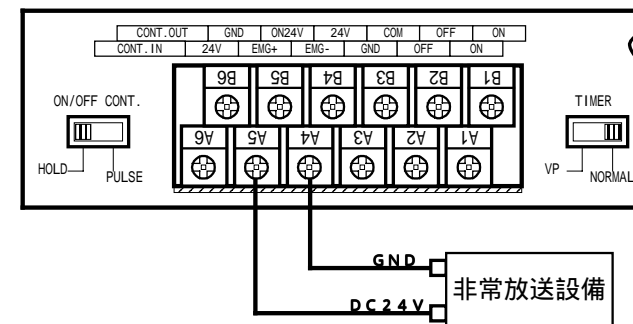 CONT.OUT GND ON24V 24V COM OFF ON
CONT.IN 24V EMG+ EMG- GND OFF ON
B6 B5 B4 B3 B2 B1
ON/OFF CONT.
TIMER
A6 A5 A4 A3 A2 A1
HOLD
PULSE
VP
NORMAL
GND
非常放送設備
DC24V